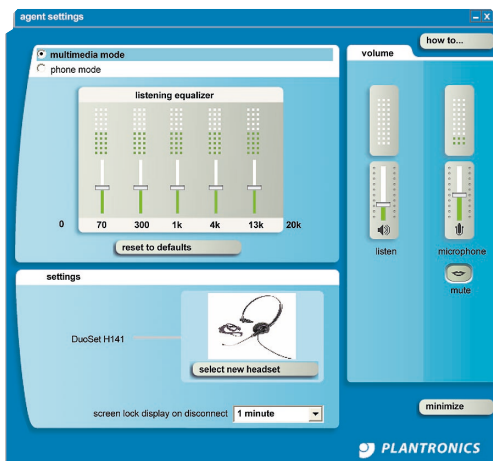 agent settings
how to...
multimedia mode
phone mode
listening equalizer
0 70 300 1k 4k 13k 20k
reset to defaults
volume
listen microphone
mute
settings
DuoSet H141
select new headset
screen lock display on disconnect 1 minute
minimize
PLANTRONICS